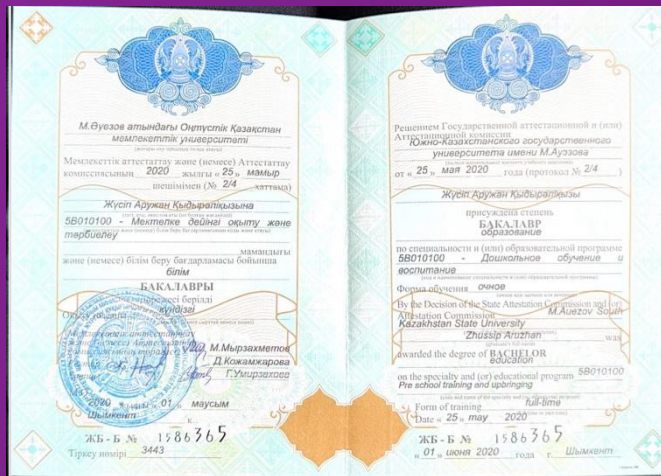 М.Әуезов атындағы Оңтүстік Қазақстан
мемлекеттік университеті
Мемлекеттік аттестаттау және (немесе) Аттестаттау
комиссиясының 2020 жылғы «25» мамыр
шешімімен (№ 2/4 хаттама)
Жүсіп Аружан Қыдырәліқызына
5В010100 - Мектепке дейінгі оқыту және
тәрбиелеу
мамандығы
және (немесе) білім беру бағдарламасы бойынша
білім
БАКАЛАВРЫ
дәрежесі берілді
күндізгі
М.Мырзахметов
Д.Кожамжарова
Г.Умирзахова
2020 01 маусым
Шымкент
ЖБ - Б № 1586365
Тіркеу нөмірі 3443
Решением Государственной аттестационной и (или)
Аттестационной комиссии
Южно-Казахстанского государственного
университета имени М.Ауэзова
от « 25 » мая 2020 года (протокол № 2/4 )
Жүсіп Аружан Қыдырәліқызы
присуждена степень
БАКАЛАВР
образование
по специальности и (или) образовательной программе
5В010100 - Дошкольное обучение и
воспитание
Форма обучения очное
By the Decision of the State Attestation Commission and (or)
Attestation Commission M.Auezov South
Kazakhstan State University
Zhussip Aruzhan was
awarded the degree of BACHELOR
education
on the specialty and (or) educational program 5B010100
Pre school training and upbringing
Form of training full-time
Date « 25 » may 2020
ЖБ - Б № 1586365
« 01 » июня 2020 года г. Шымкент